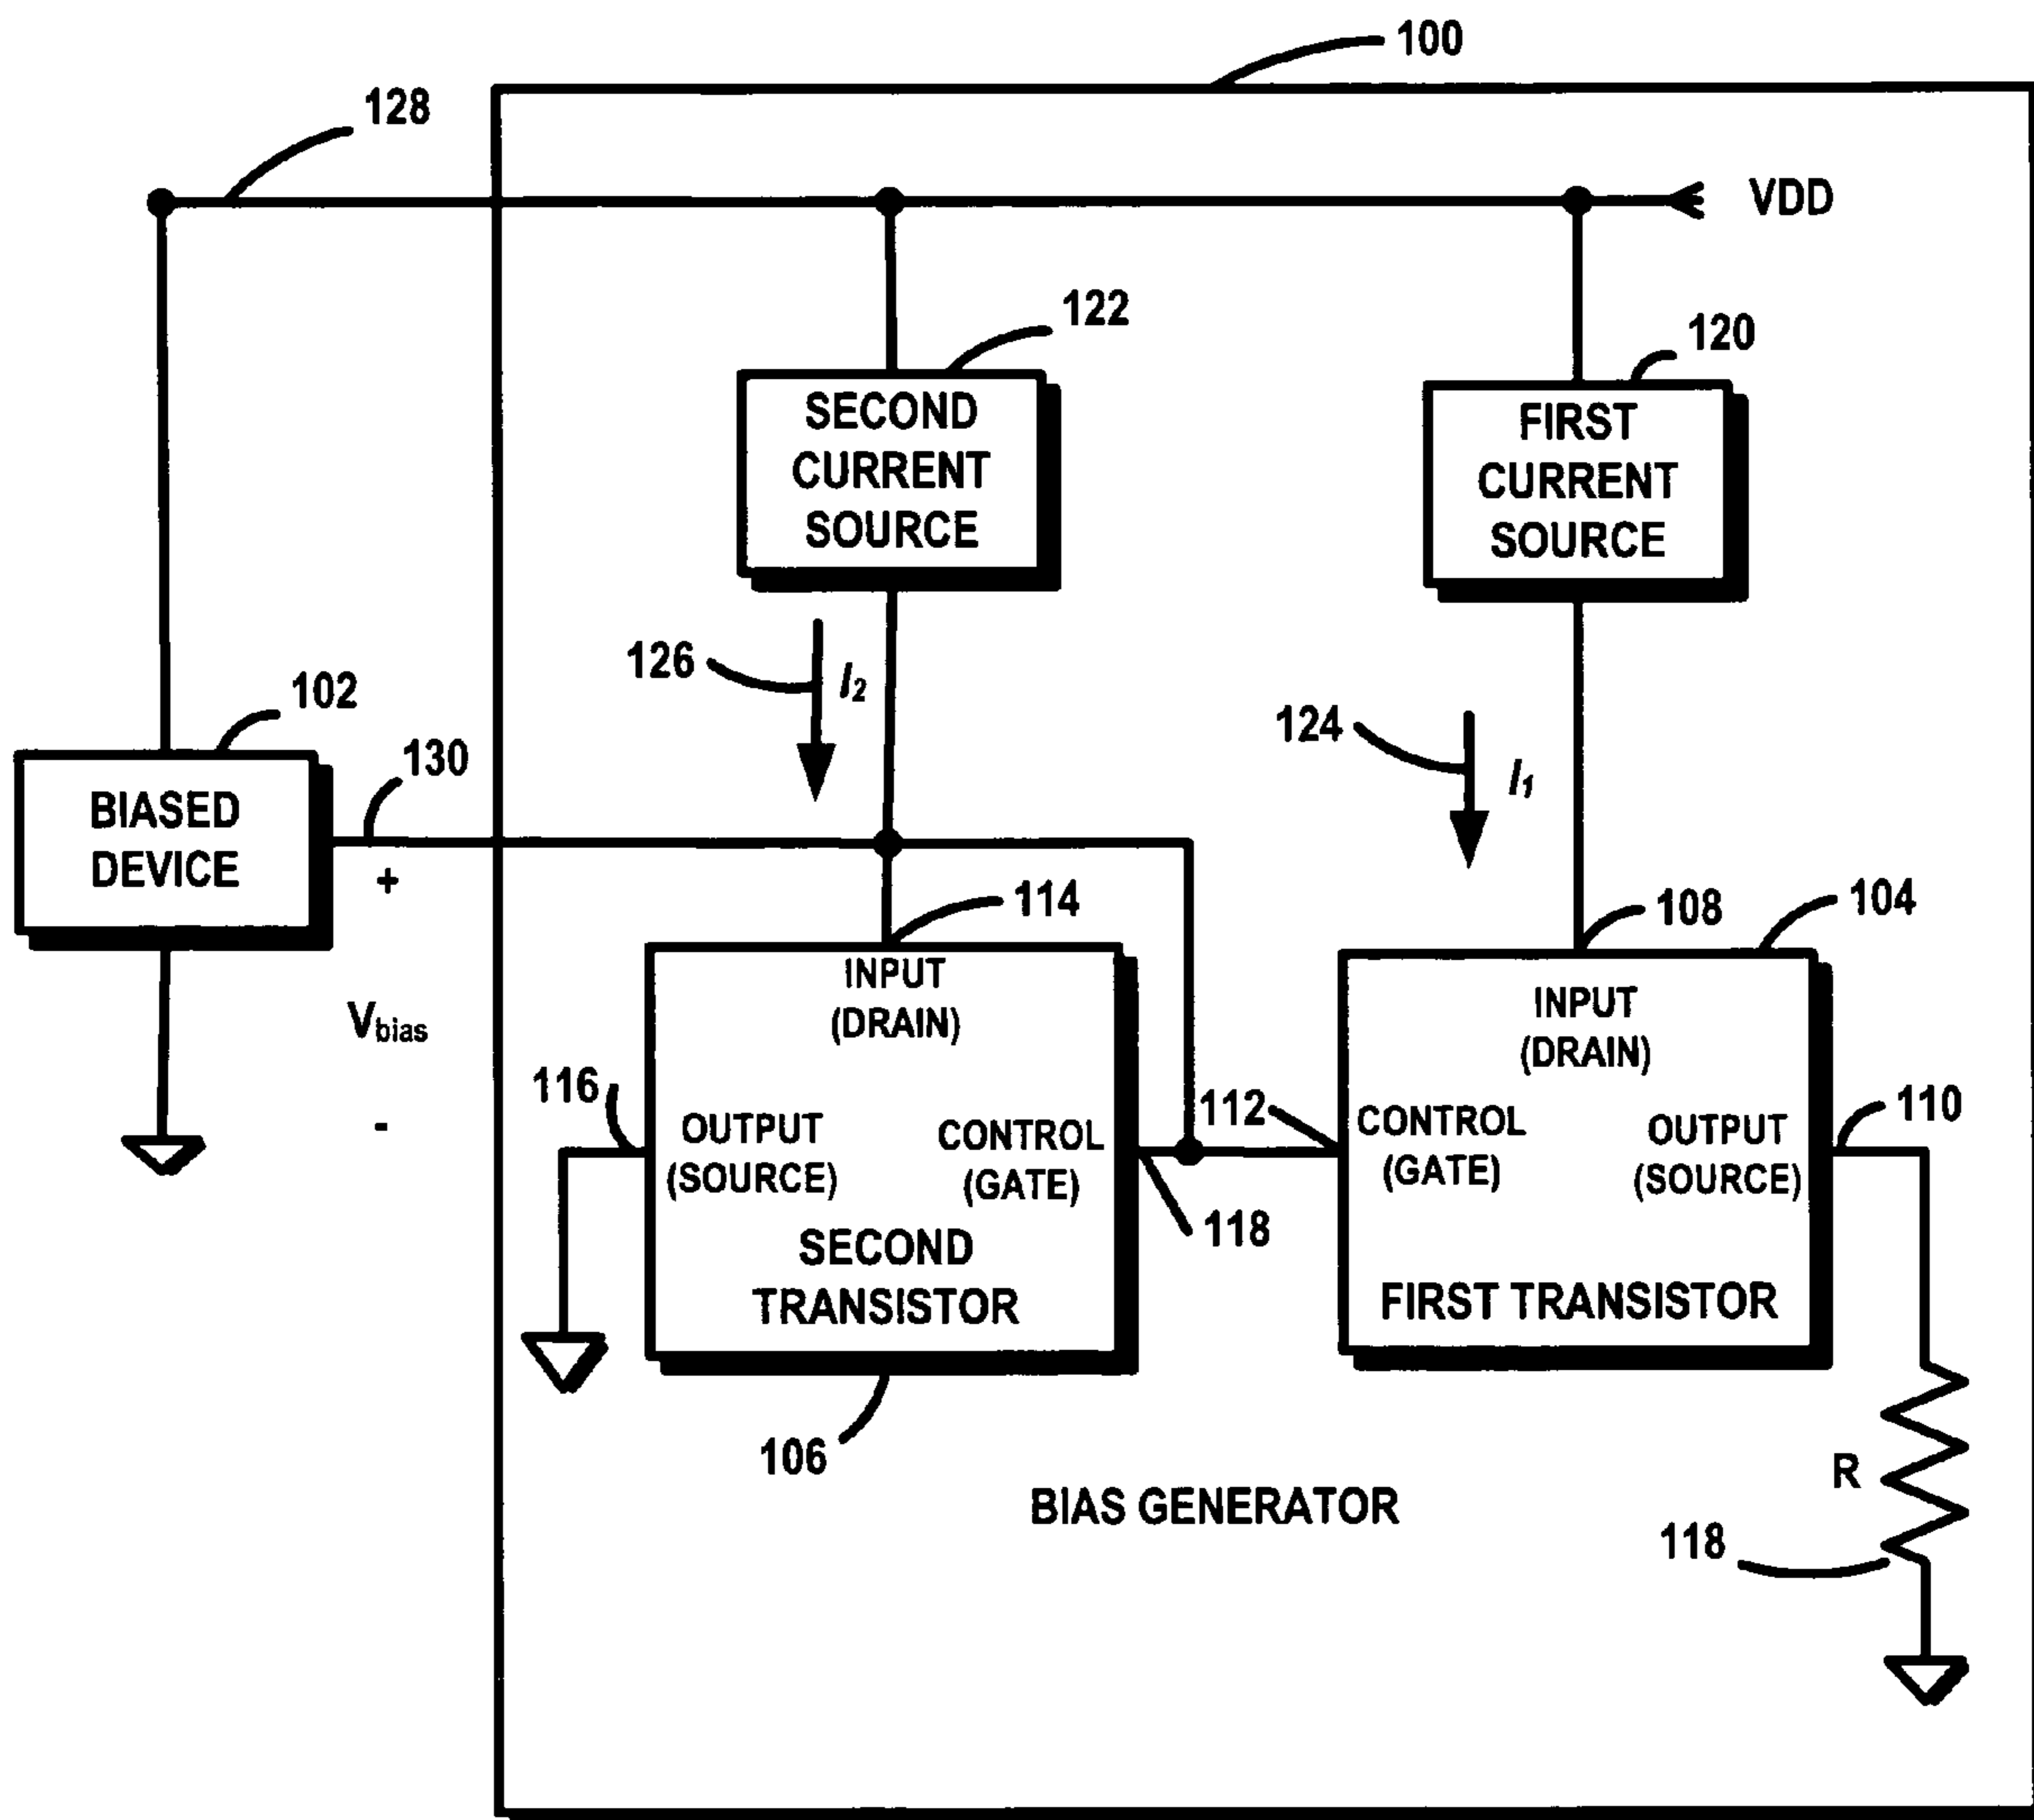 100
128
VDD
122
120
SECOND
CURRENT
SOURCE
FIRST
CURRENT
SOURCE
126
I2
102
124
I1
130
BIASED
DEVICE
+
114
108
104
INPUT
(DRAIN)
INPUT
(DRAIN)
Vbias
116
112
110
-
OUTPUT
(SOURCE)
CONTROL
(GATE)
CONTROL
(GATE)
OUTPUT
(SOURCE)
118
SECOND
TRANSISTOR
FIRST TRANSISTOR
106
R
BIAS GENERATOR
118